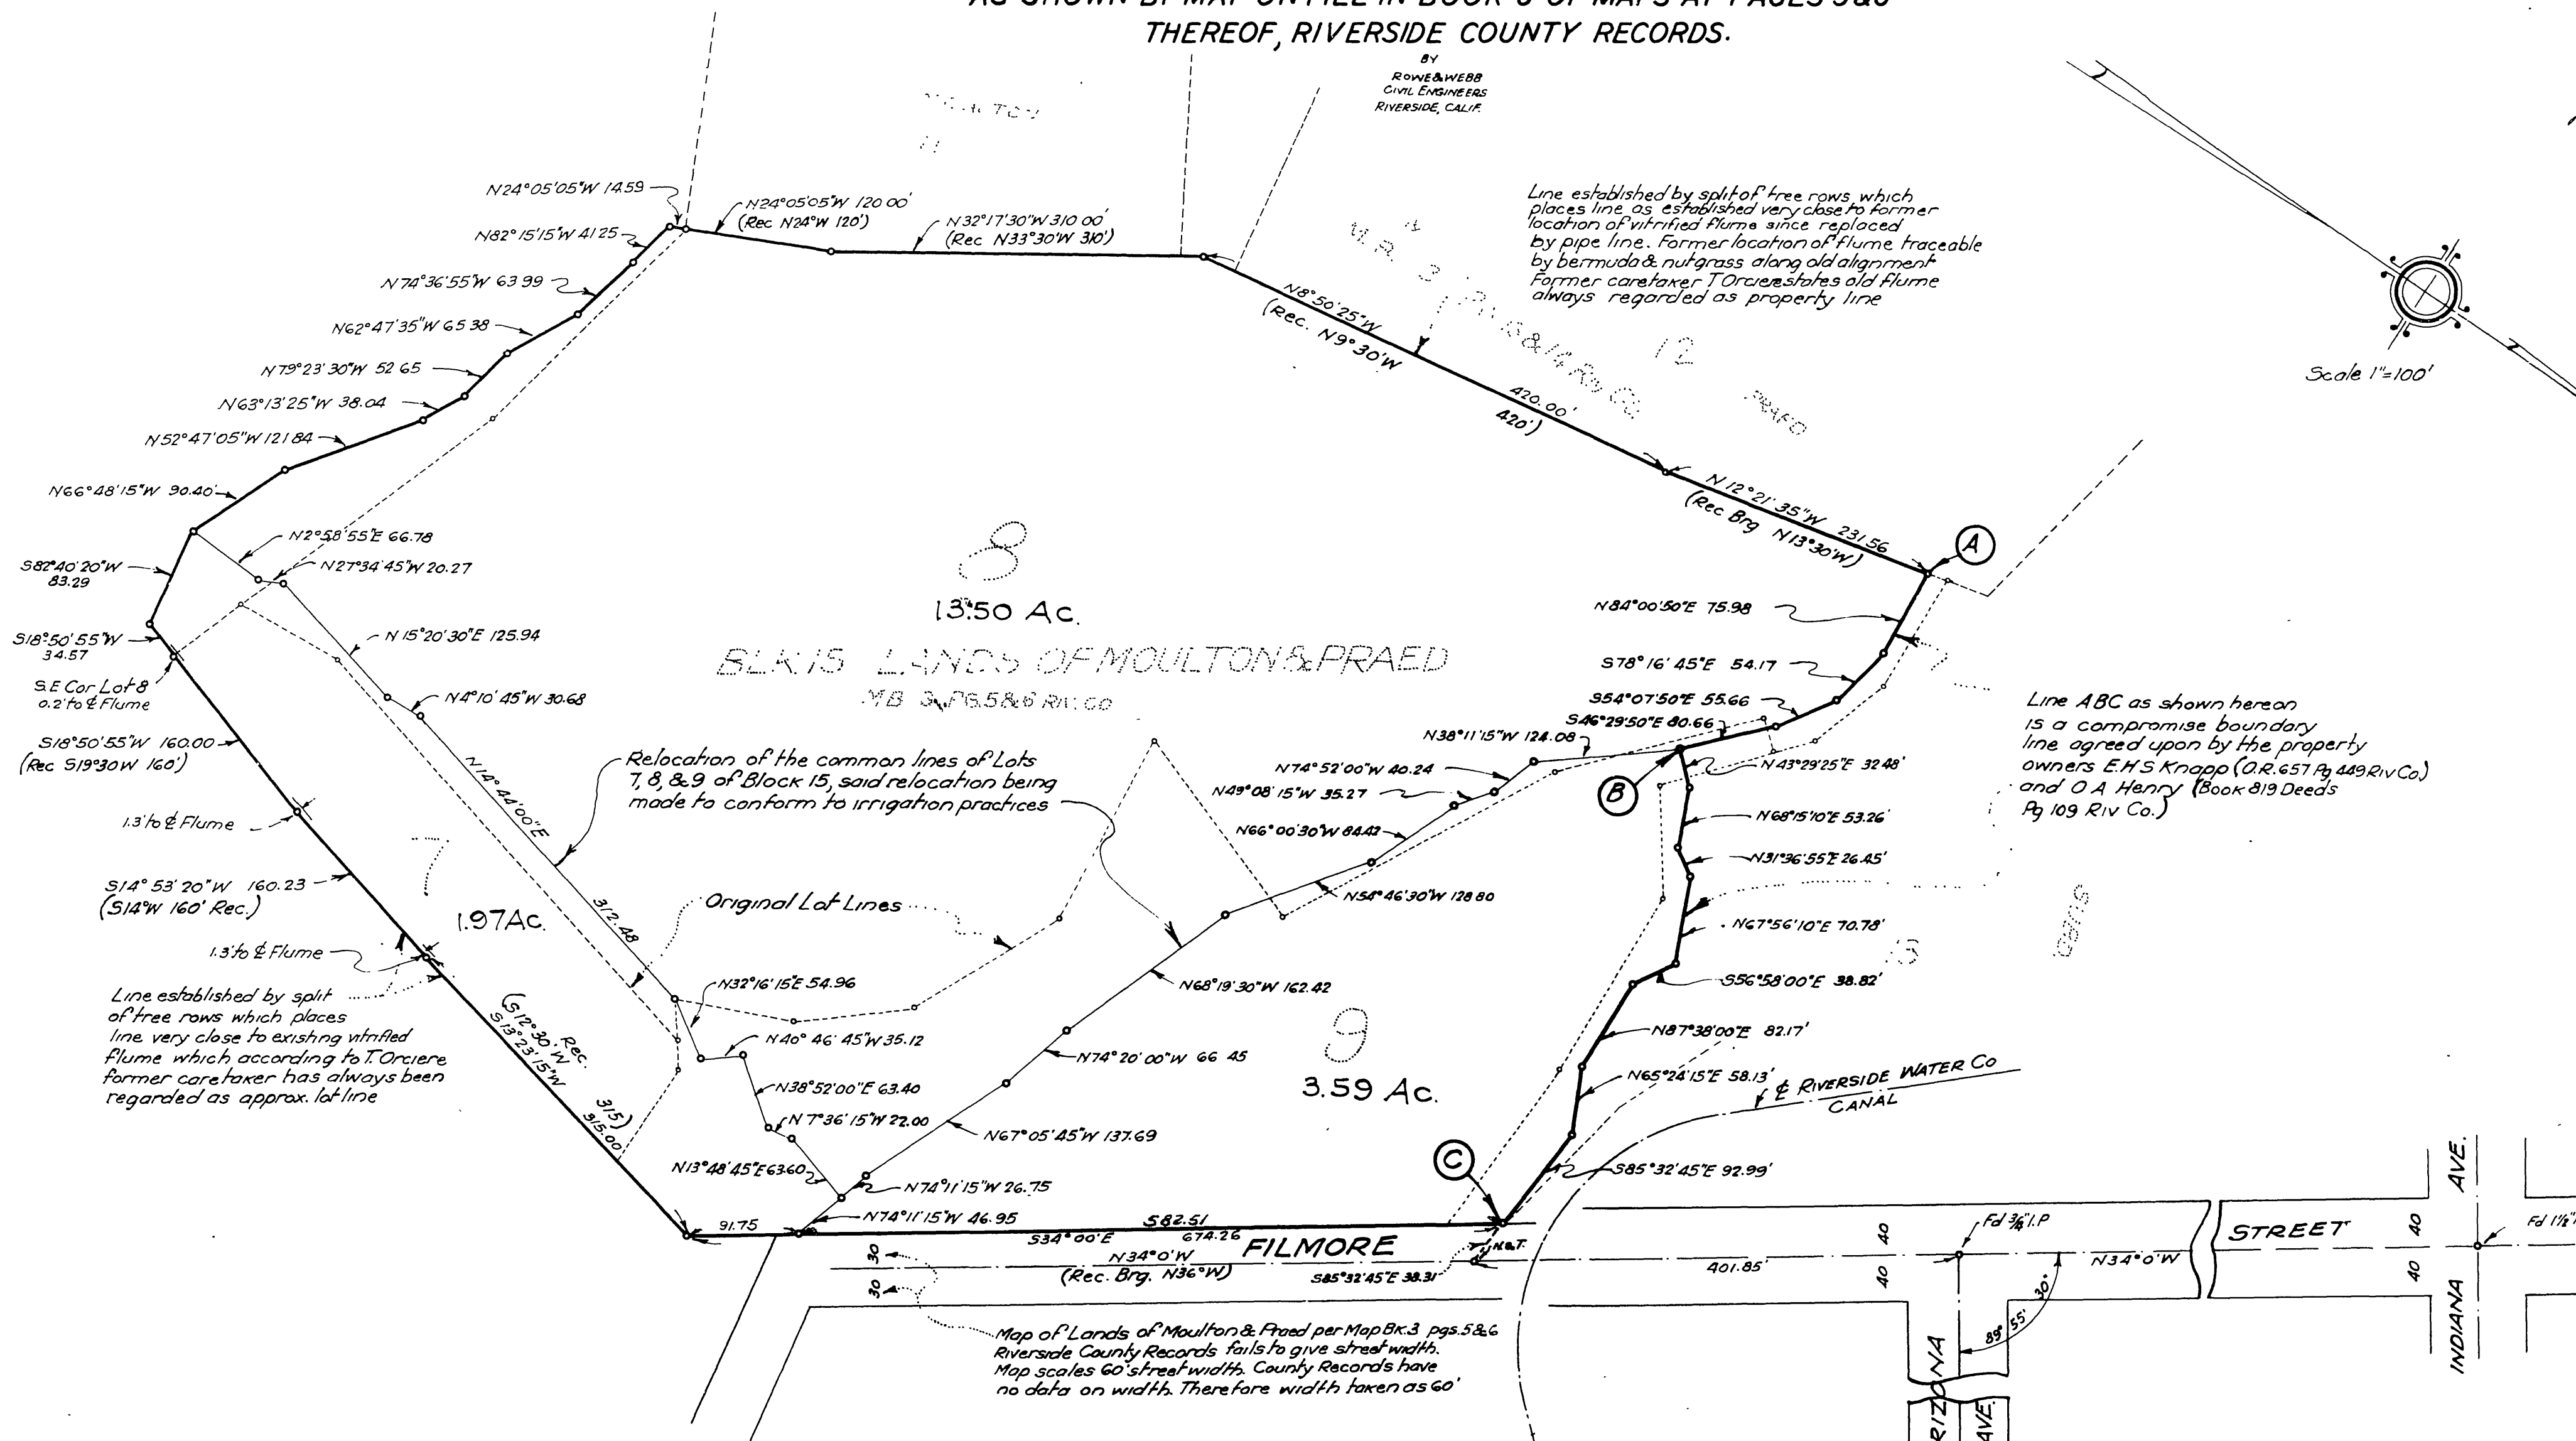 THEREOF, RIVERSIDE COUNTY RECORDS.
BY
ROWE & WEBB
CIVIL ENGINEERS
RIVERSIDE, CALIF.
N24°05'05"W 14.59
N24°05'05"W 120 00'
(Rec N24°W 120')
N32°17'30"W 310 00'
(Rec N33°30'W 310')
N82°15'15"W 41 25
N74°36'55"W 63 99
N62°47'35"W 65 38
N79°23'30"W 52 65
N63°13'25"W 38.04
N52°47'05"W 121 84
N66°48'15"W 90.40'
Line established by split of tree rows which
places line as established very close to former
location of vitrified flume since replaced
by pipe line. Former location of flume traceable
by bermuda & nutgrass along old alignment
Former caretaker T Orciere states old flume
always regarded as property line
N8°50'25"W
(Rec. N9°30'W
420.00'
420')
12
PRAED
Scale 1"=100'
N12°21'35"W 231.56
(Rec Brg N13°30'W)
A
N2°58'55"E 66.78
N27°34'45"W 20.27
S82°40'20"W
83.29
S18°50'55"W
34.57
S.E Cor Lot 8
0.2' to ℄ Flume
N15°20'30"E 125.94
N4°10'45"W 30.68
S18°50'55"W 160.00
(Rec S19°30'W 160')
8
13.50 Ac.
BLK. 15 LANDS OF MOULTON & PRAED
M B 3, PG. 5 & 6 RIV. CO
N84°00'50"E 75.98
S78°16'45"E 54.17
S54°07'50"E 55.66
S46°29'50"E 80.66
N38°11'15"W 124.08
N74°52'00"W 40.24
N49°08'15"W 35.27
N66°00'30"W 84.42
N54°46'30"W 128 80
B
N43°29'25"E 32 48'
N68°15'10"E 53.26'
N31°36'55"E 26.45'
N67°56'10"E 70.78'
S56°58'00"E 38.82'
N87°38'00"E 82.17'
N65°24'15"E 58.13'
S85°32'45"E 92.99'
Line ABC as shown hereon
is a compromise boundary
line agreed upon by the property
owners E.H S Knapp (O.R. 657 Pg 449 Riv Co)
and O A Henry (Book 819 Deeds
Pg 109 Riv Co.)
Relocation of the common lines of Lots
7, 8, & 9 of Block 15, said relocation being
made to conform to irrigation practices
N14°44'00"E
312.48
1.3' to ℄ Flume
7
1.97 Ac.
S14°53'20"W 160.23
(S14°W 160' Rec.)
1.3 to ℄ Flume
Original Lot Lines
Line established by split
of tree rows which places
line very close to existing vitrified
flume which according to T. Orciere
former caretaker has always been
regarded as approx. lot line
Rec.
(S12°30'W
S13°23'15"W
315)
315.00
N32°16'15"E 54.96
N40°46'45"W 35.12
N38°52'00"E 63.40
N7°36'15"W 22.00
N13°48'45"E 63.60
N68°19'30"W 162.42
N74°20'00"W 66 45
N67°05'45"W 137.69
N74°11'15"W 26.75
N74°11'15"W 46.95
9
3.59 Ac.
℄ RIVERSIDE WATER CO
CANAL
C
91.75
582.51
S34°00'E 674.26
N34°0'W
(Rec. Brg. N36°W)
FILMORE
STREET
30
30
S85°32'45"E 38.31'
N.&T.
401.85'
40
40
Fd ¾" I.P
N34°0'W
40
40
Fd 1½"
89° 55' 30"
INDIANA AVE.
RIZONA
AVE.
Map of Lands of Moulton & Praed per Map Bk. 3 pgs. 5 & 6
Riverside County Records fails to give street width.
Map scales 60' street width. County Records have
no data on width. Therefore width taken as 60'